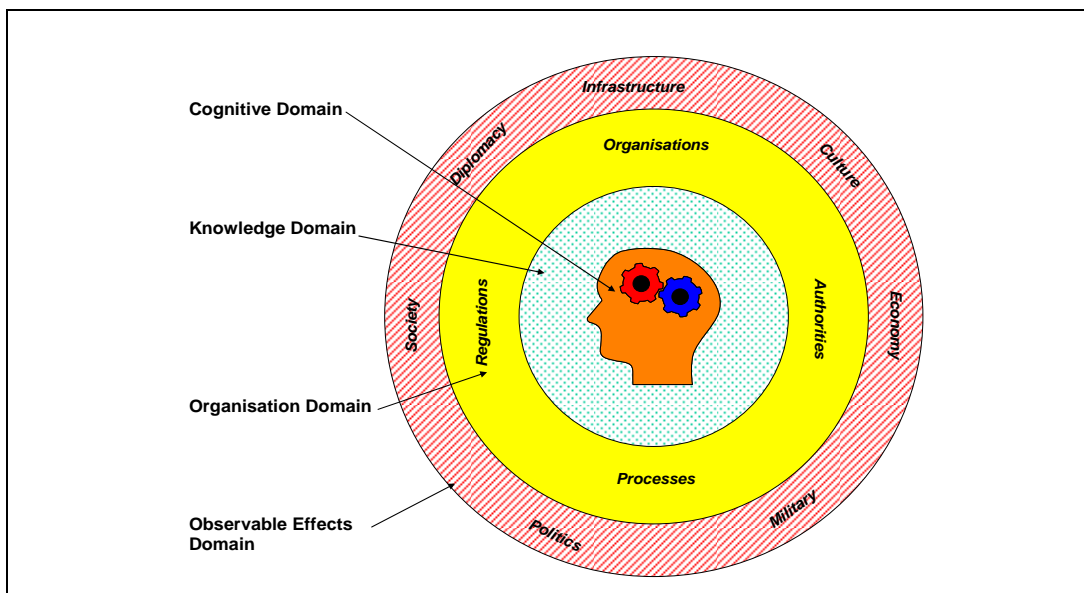 Cognitive Domain
Knowledge Domain
Organisation Domain
Observable Effects
Domain
Infrastructure
Diplomacy
Culture
Society
Economy
Politics
Military
Organisations
Regulations
Authorities
Processes